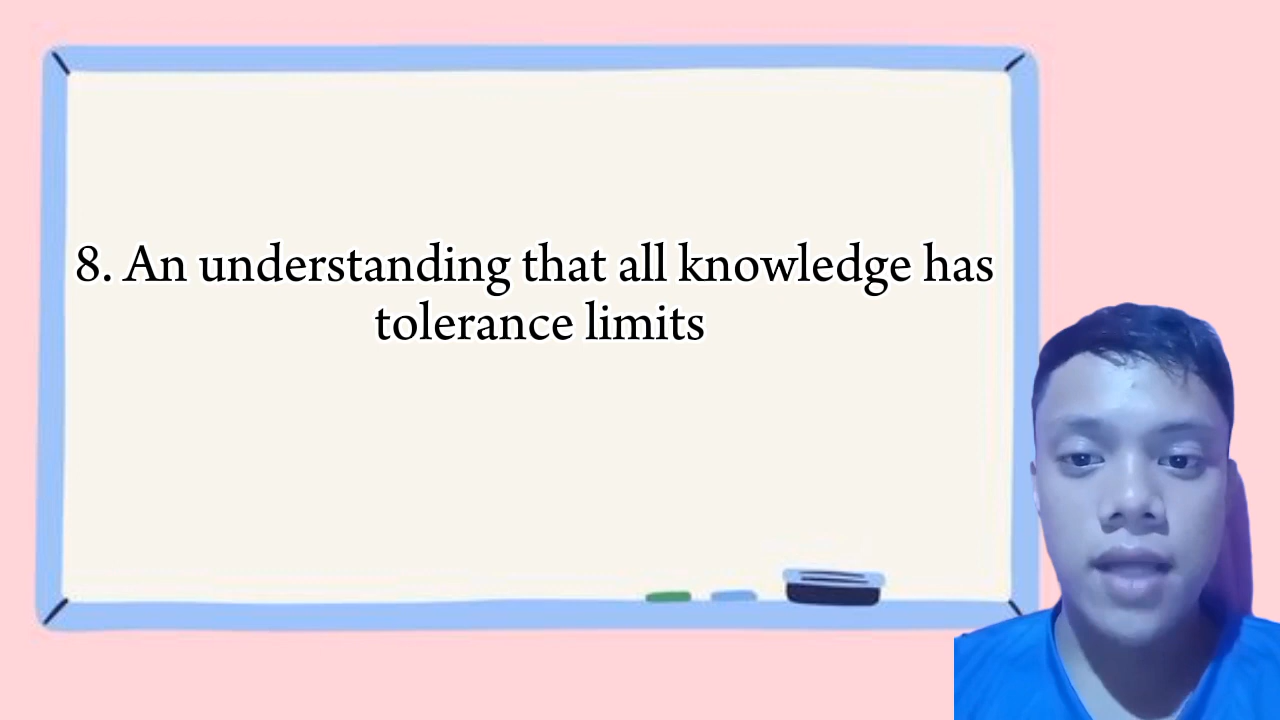 8. An understanding that all knowledge has
tolerance limits